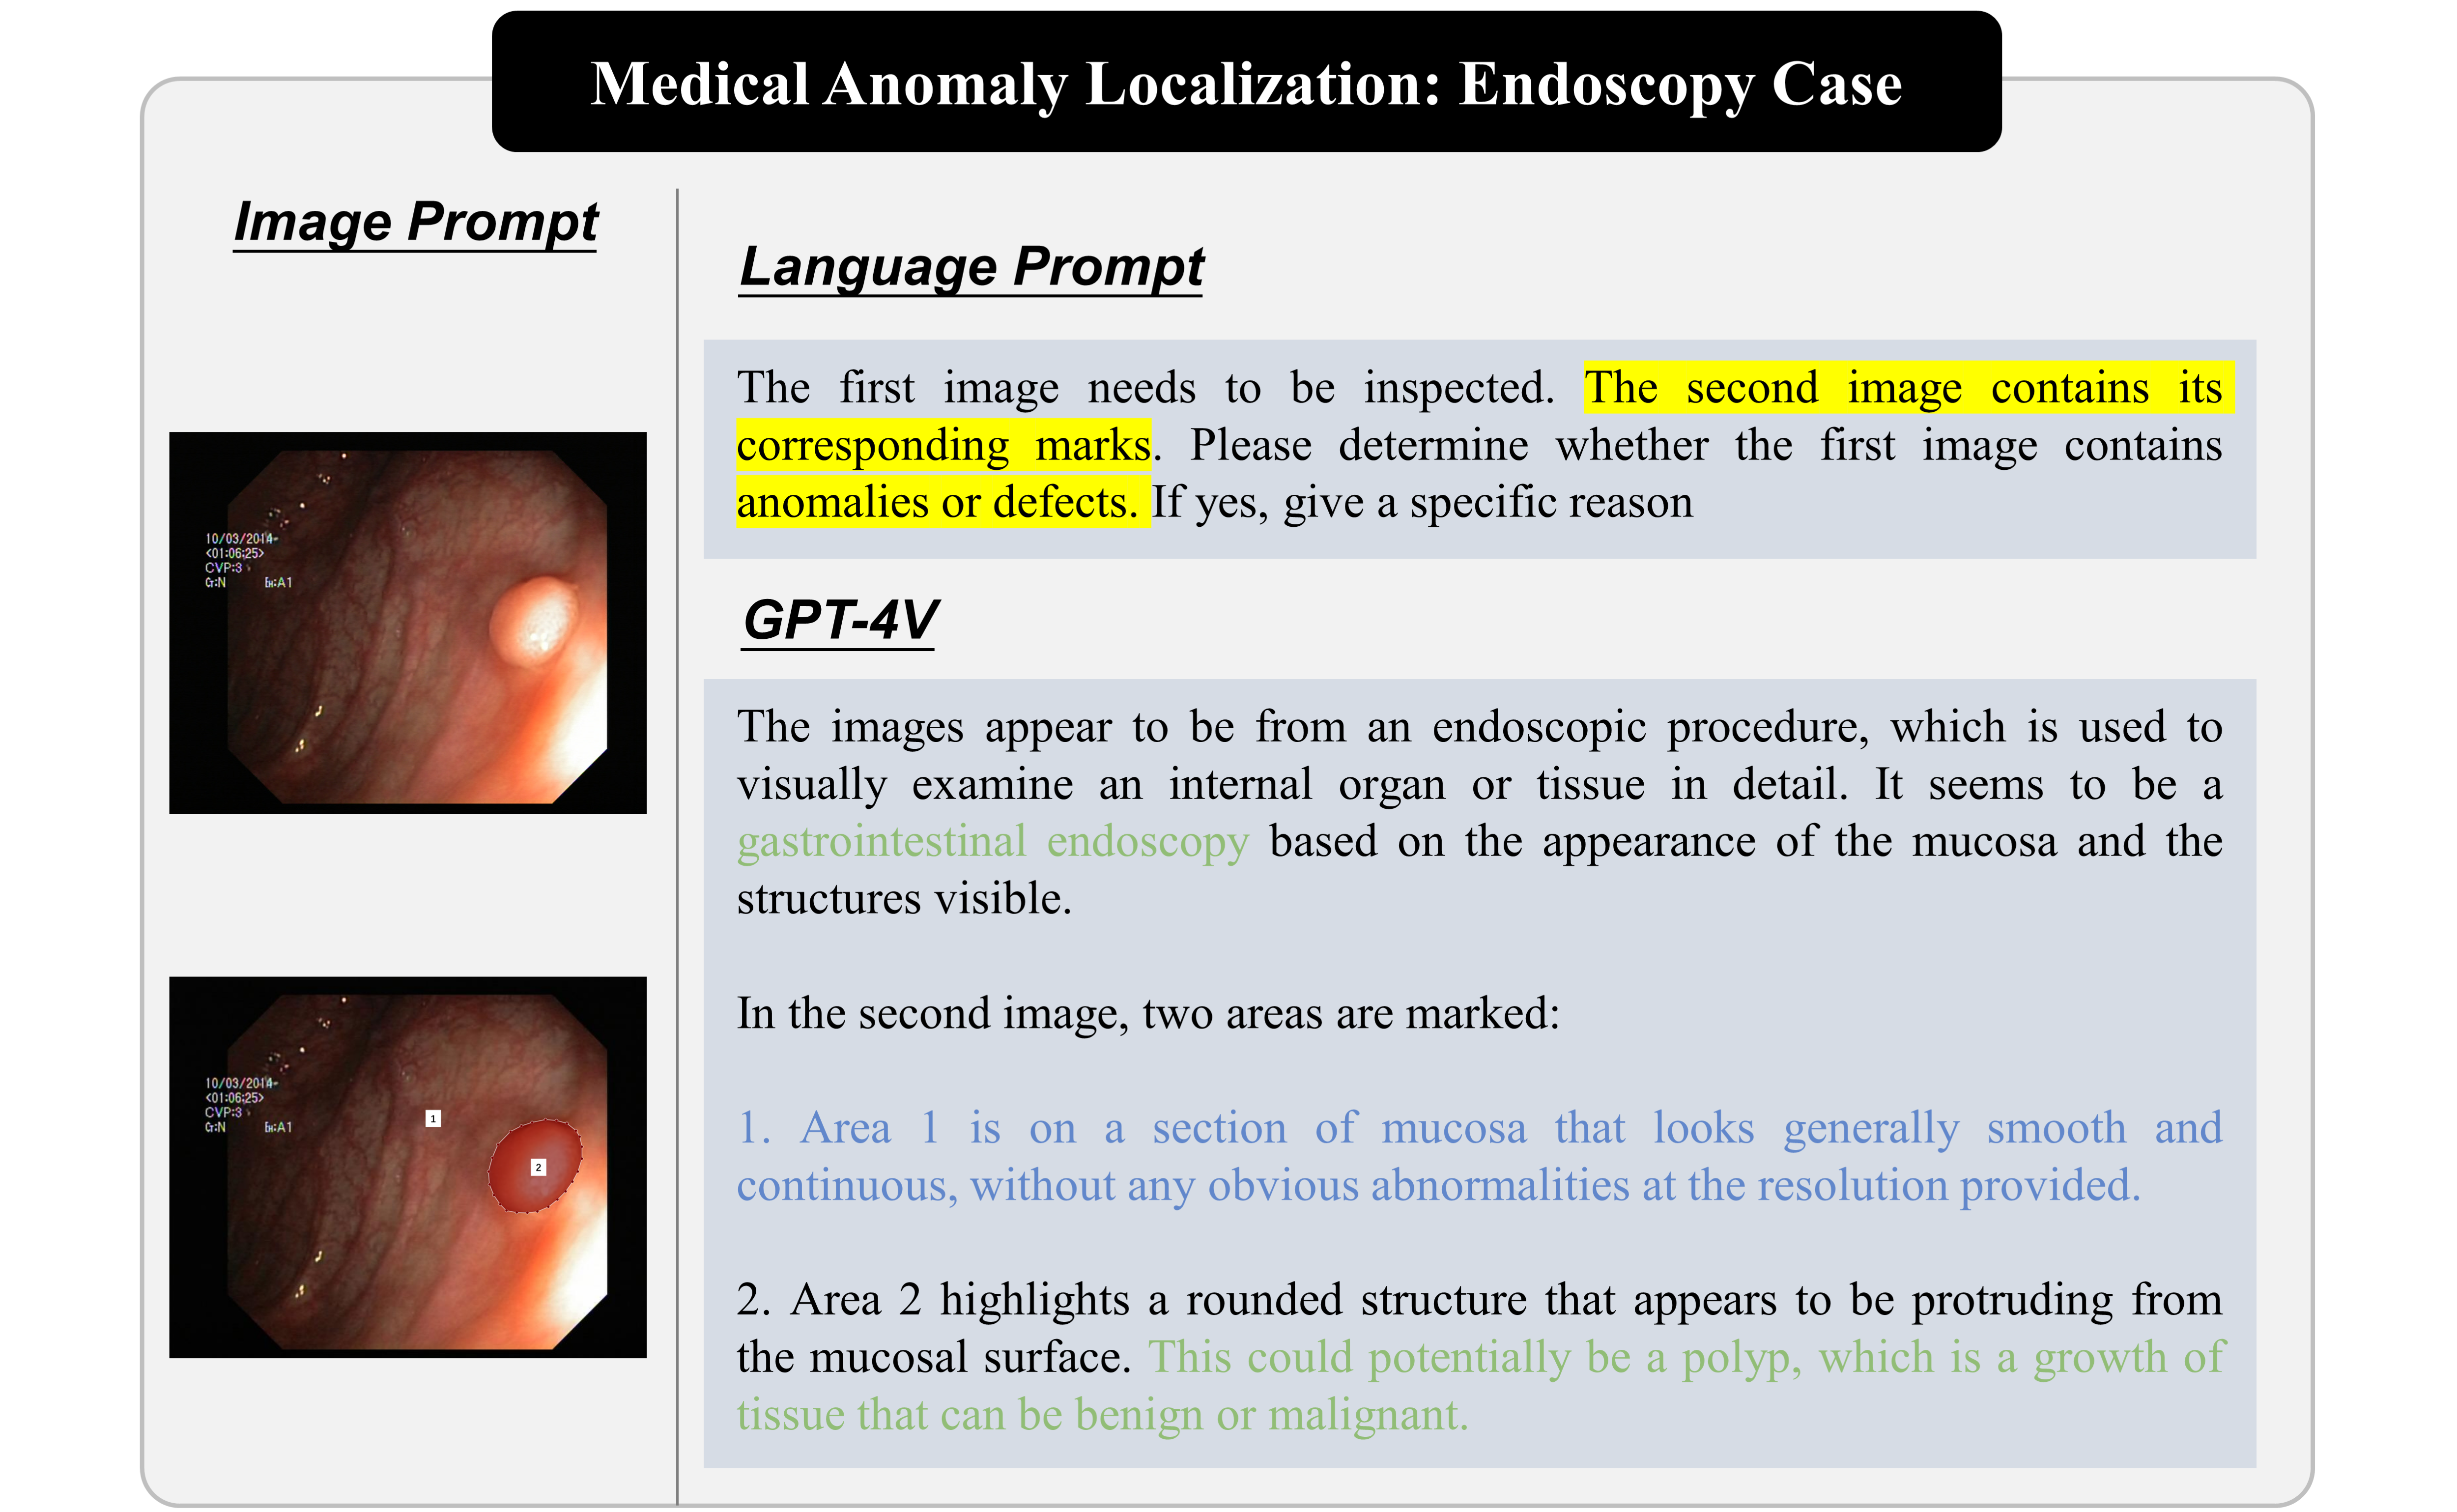 Medical Anomaly Localization: Endoscopy Case
Image Prompt
10/03/2014
<01:06:25>
CVP:3
Cr:N Eh:A1
10/03/2014
<01:06:25>
CVP:3
Cr:N Eh:A1
1
2
Language Prompt
The first image needs to be inspected. The second image contains its
corresponding marks. Please determine whether the first image contains
anomalies or defects. If yes, give a specific reason
GPT-4V
The images appear to be from an endoscopic procedure, which is used to
visually examine an internal organ or tissue in detail. It seems to be a
gastrointestinal endoscopy based on the appearance of the mucosa and the
structures visible.
In the second image, two areas are marked:
1. Area 1 is on a section of mucosa that looks generally smooth and
continuous, without any obvious abnormalities at the resolution provided.
2. Area 2 highlights a rounded structure that appears to be protruding from
the mucosal surface. This could potentially be a polyp, which is a growth of
tissue that can be benign or malignant.